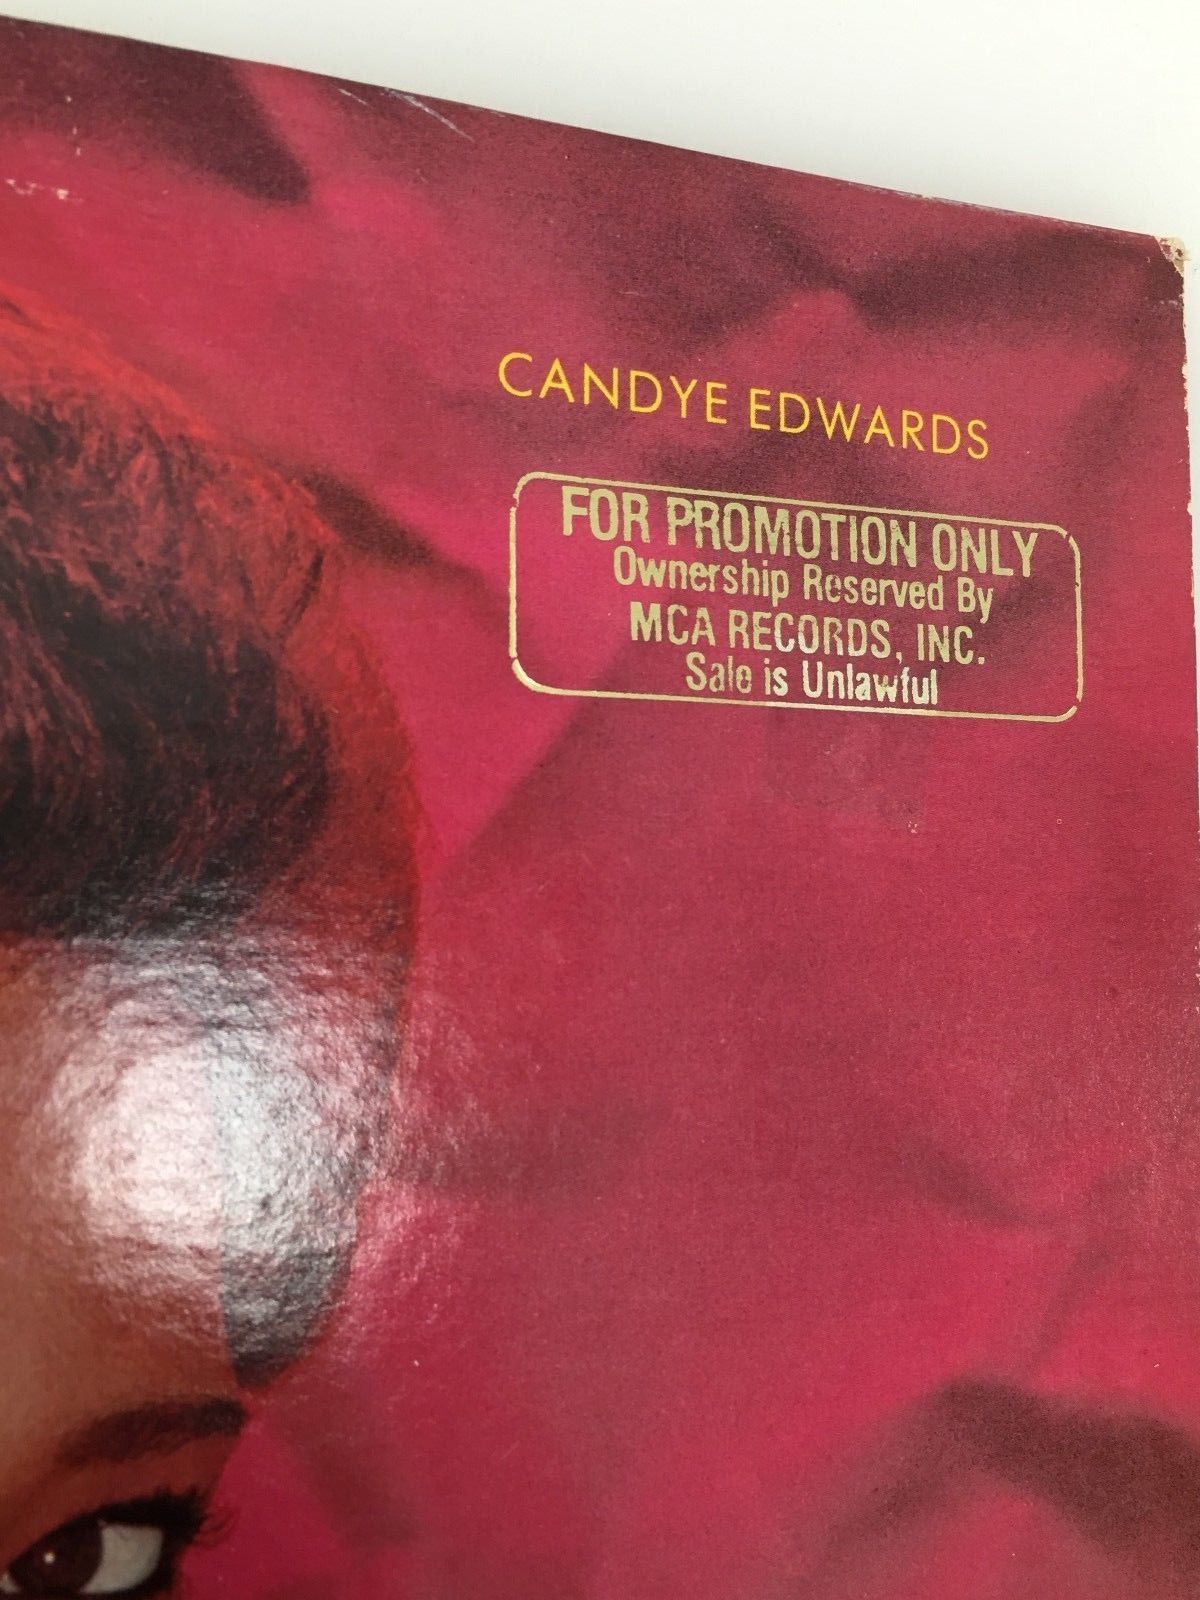 CANDYE EDWARDS
FOR PROMOTION ONLY
Ownership Reserved By
MCA RECORDS, INC.
Sale is Unlawful